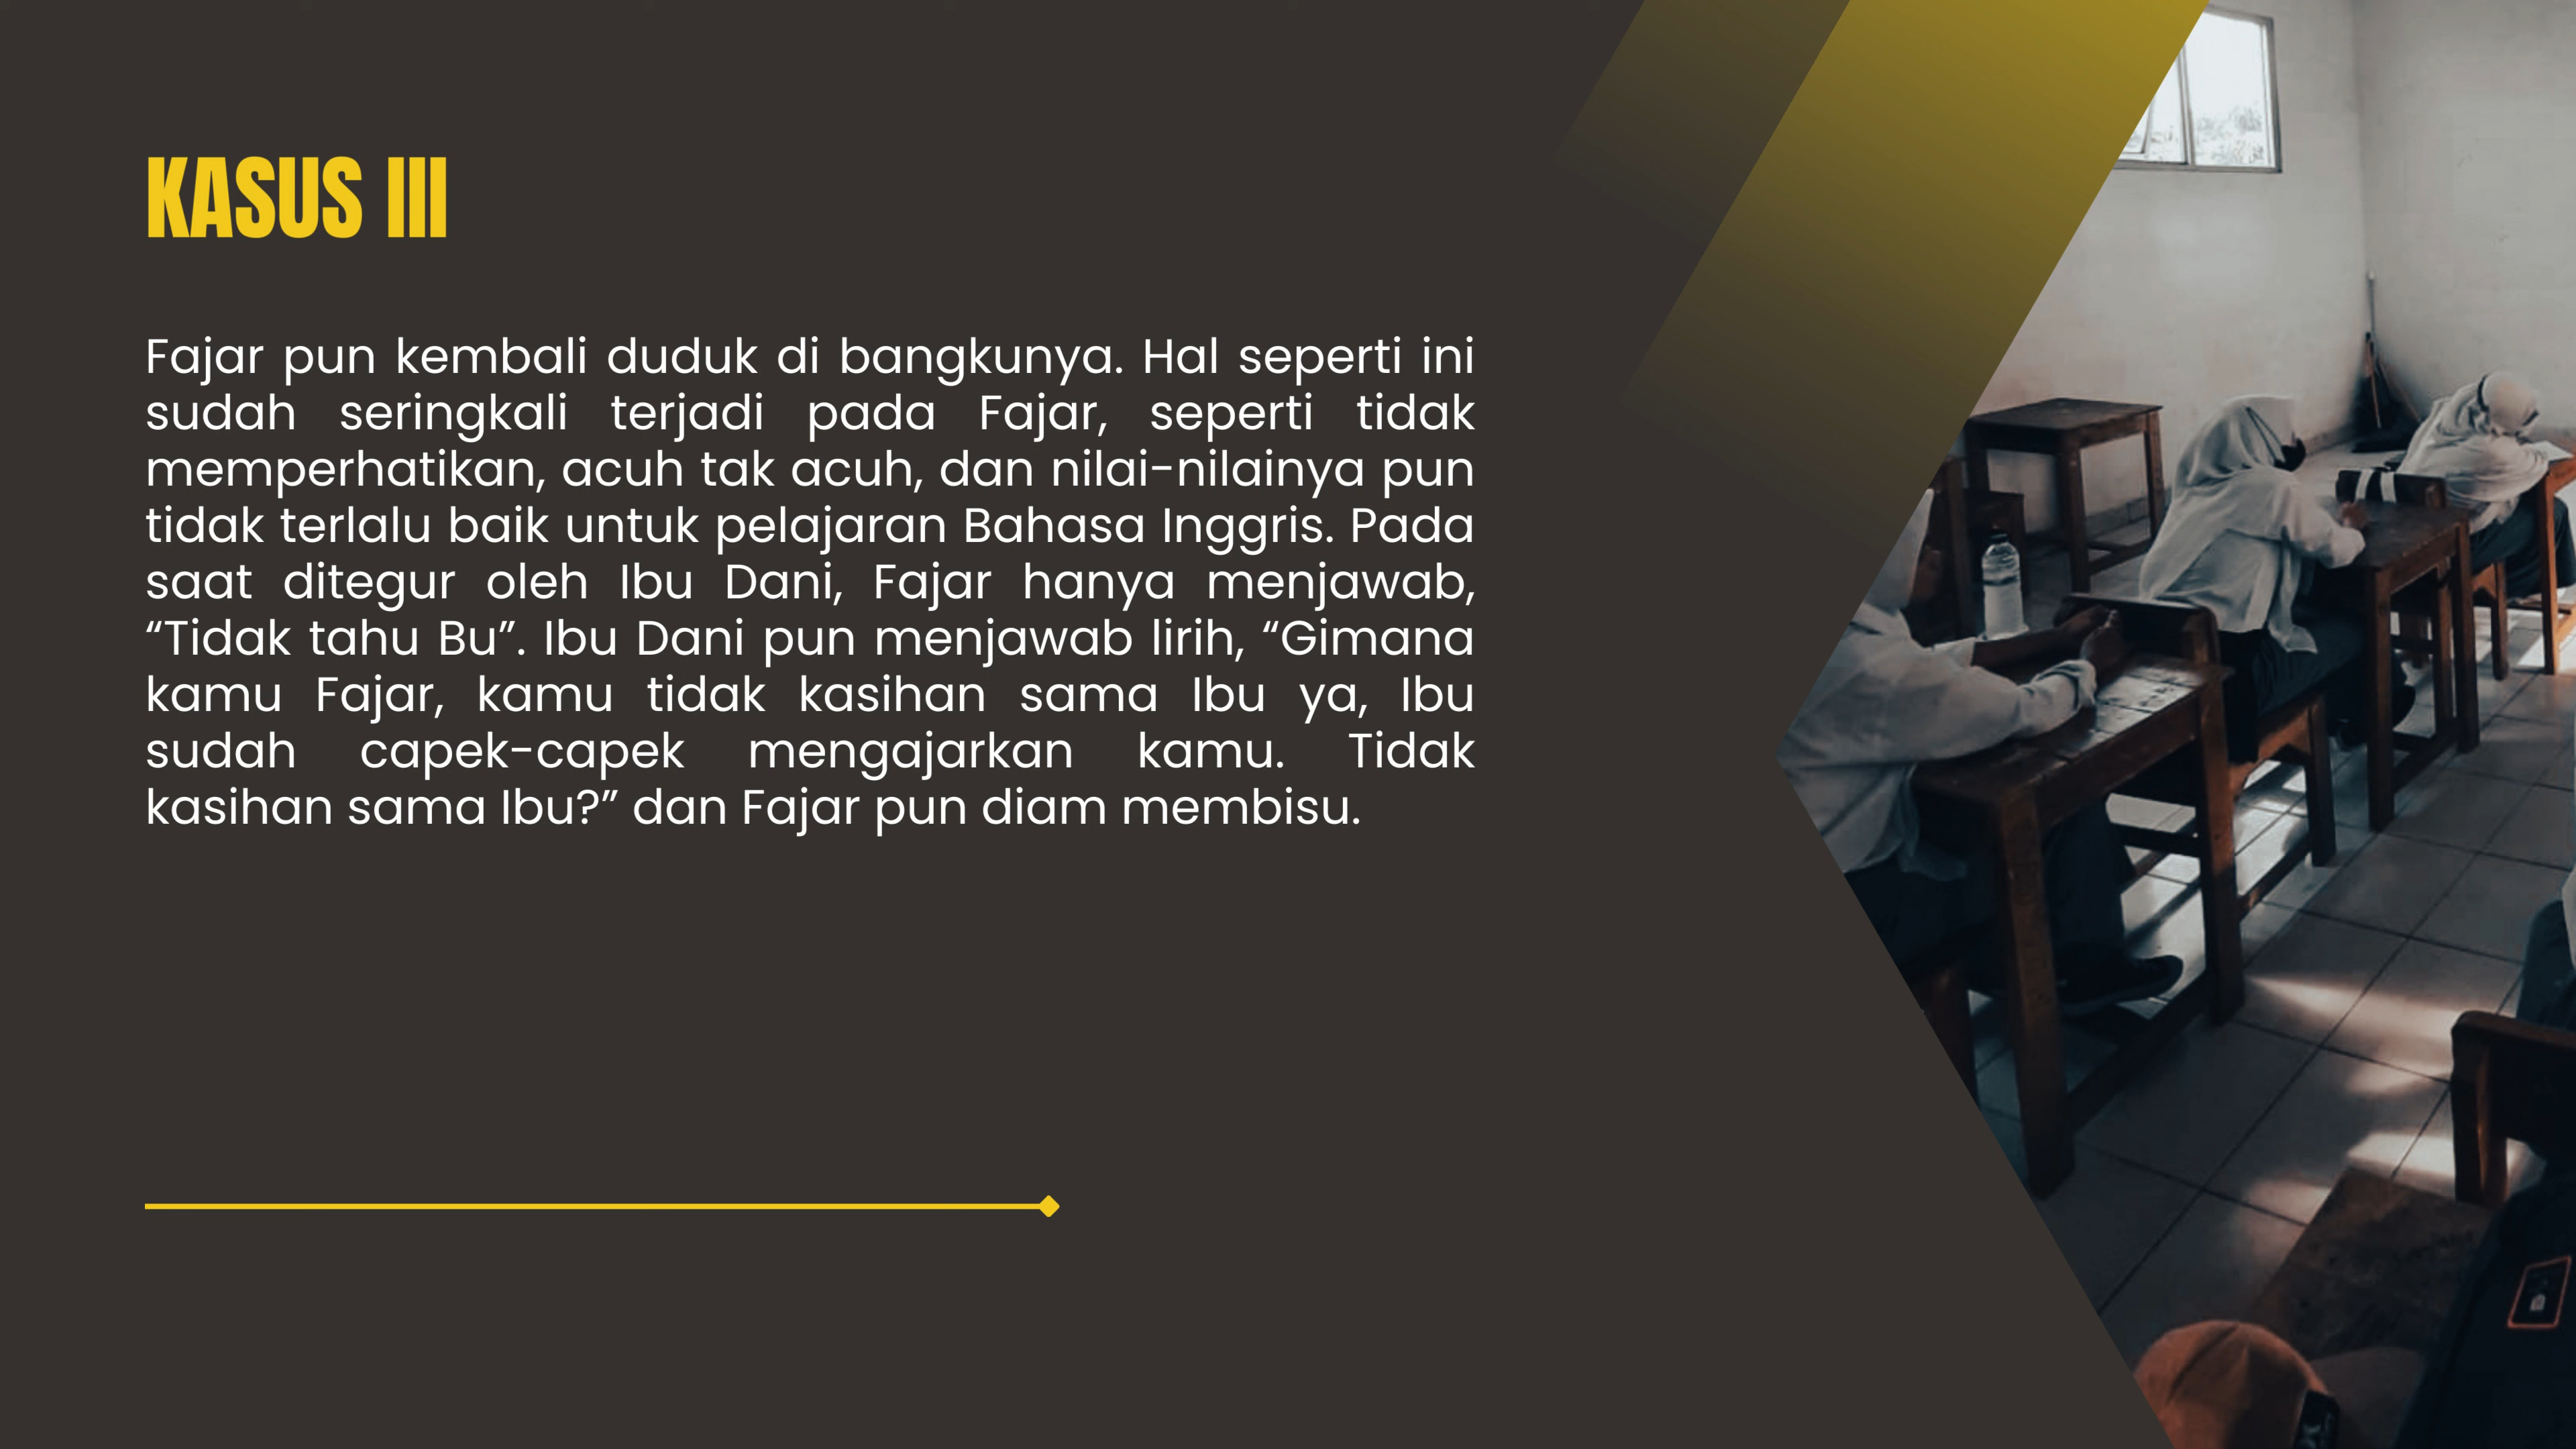 KASUS III
Fajar pun kembali duduk di bangkunya. Hal seperti ini
sudah seringkali terjadi pada Fajar, seperti tidak
memperhatikan, acuh tak acuh, dan nilai-nilainya pun
tidak terlalu baik untuk pelajaran Bahasa Inggris. Pada
saat ditegur oleh Ibu Dani, Fajar hanya menjawab,
“Tidak tahu Bu”. Ibu Dani pun menjawab lirih, “Gimana
kamu Fajar, kamu tidak kasihan sama Ibu ya, Ibu
sudah capek-capek mengajarkan kamu. Tidak
kasihan sama Ibu?” dan Fajar pun diam membisu.